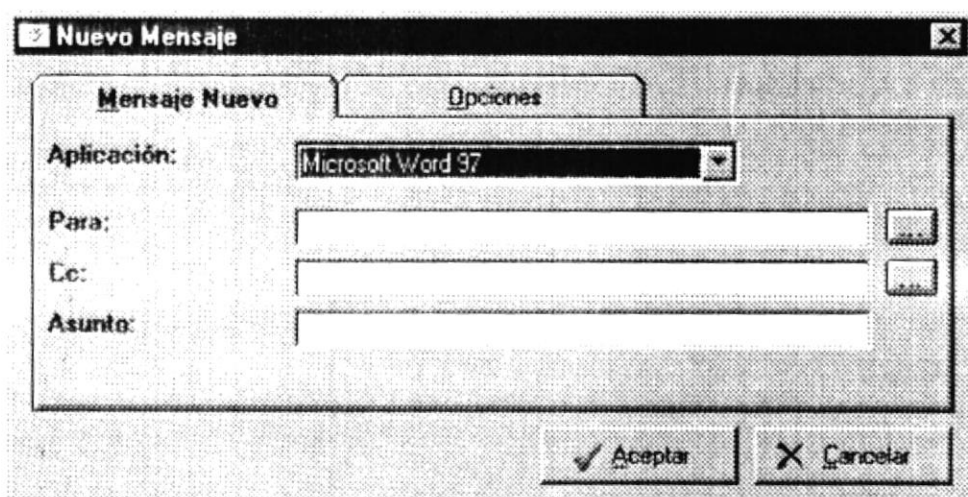 Nuevo Mensaje
Mensaje Nuevo Opciones
Aplicación: Microsoft Word 97
Para: ...
Cc: ...
Asunto:
Aceptar Cancelar